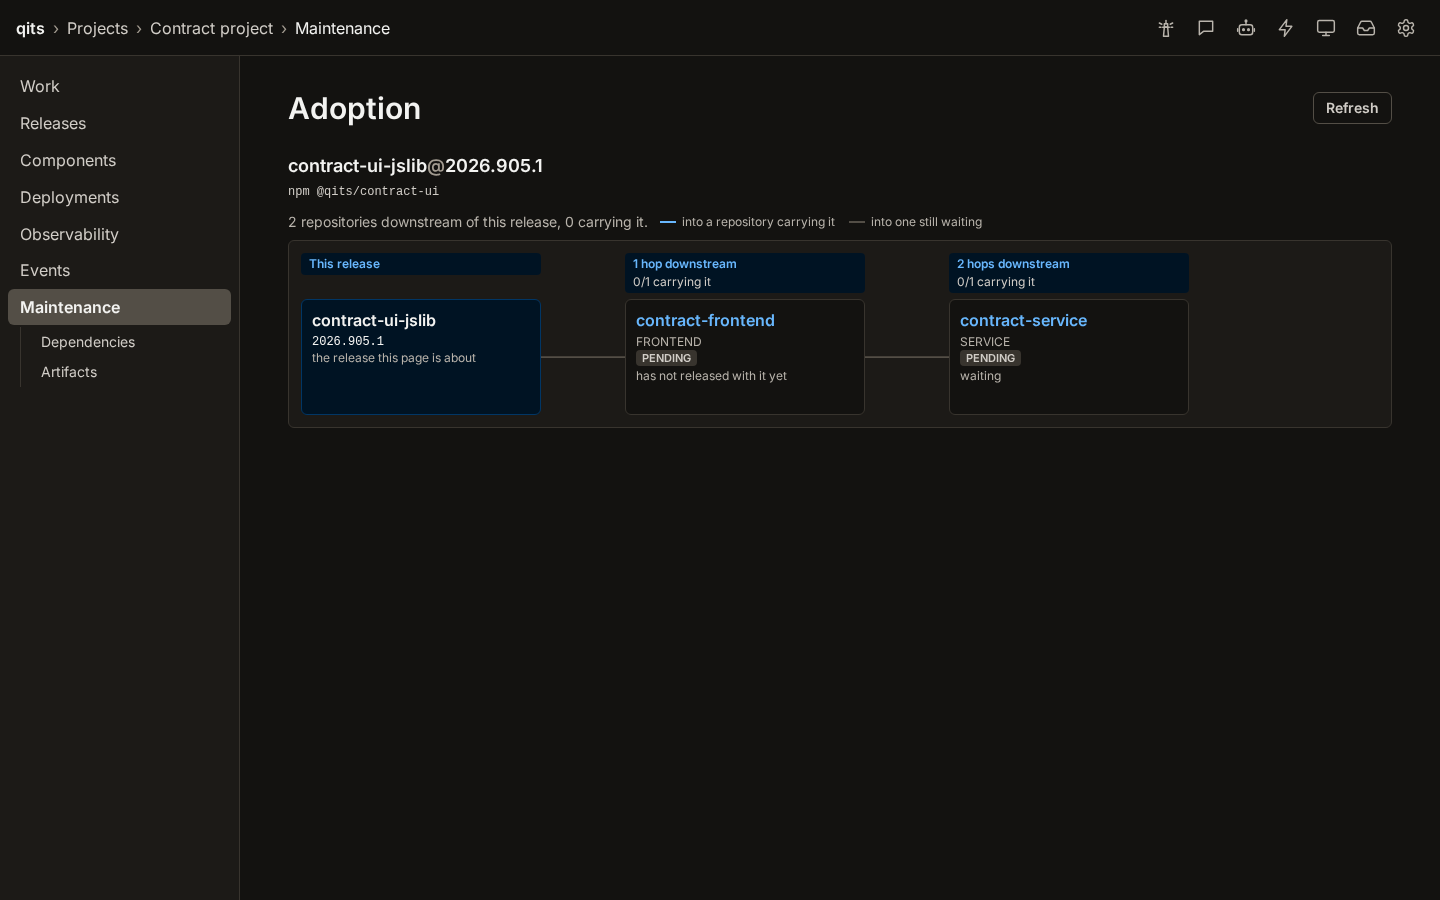 qits › Projects › Contract project › Maintenance
Work
Releases
Components
Deployments
Observability
Events
Maintenance
Dependencies
Artifacts
Adoption
Refresh
contract-ui-jslib@2026.905.1
npm @qits/contract-ui
2 repositories downstream of this release, 0 carrying it. into a repository carrying it into one still waiting
This release
contract-ui-jslib
2026.905.1
the release this page is about
1 hop downstream
0/1 carrying it
contract-frontend
FRONTEND
PENDING
has not released with it yet
2 hops downstream
0/1 carrying it
contract-service
SERVICE
PENDING
waiting